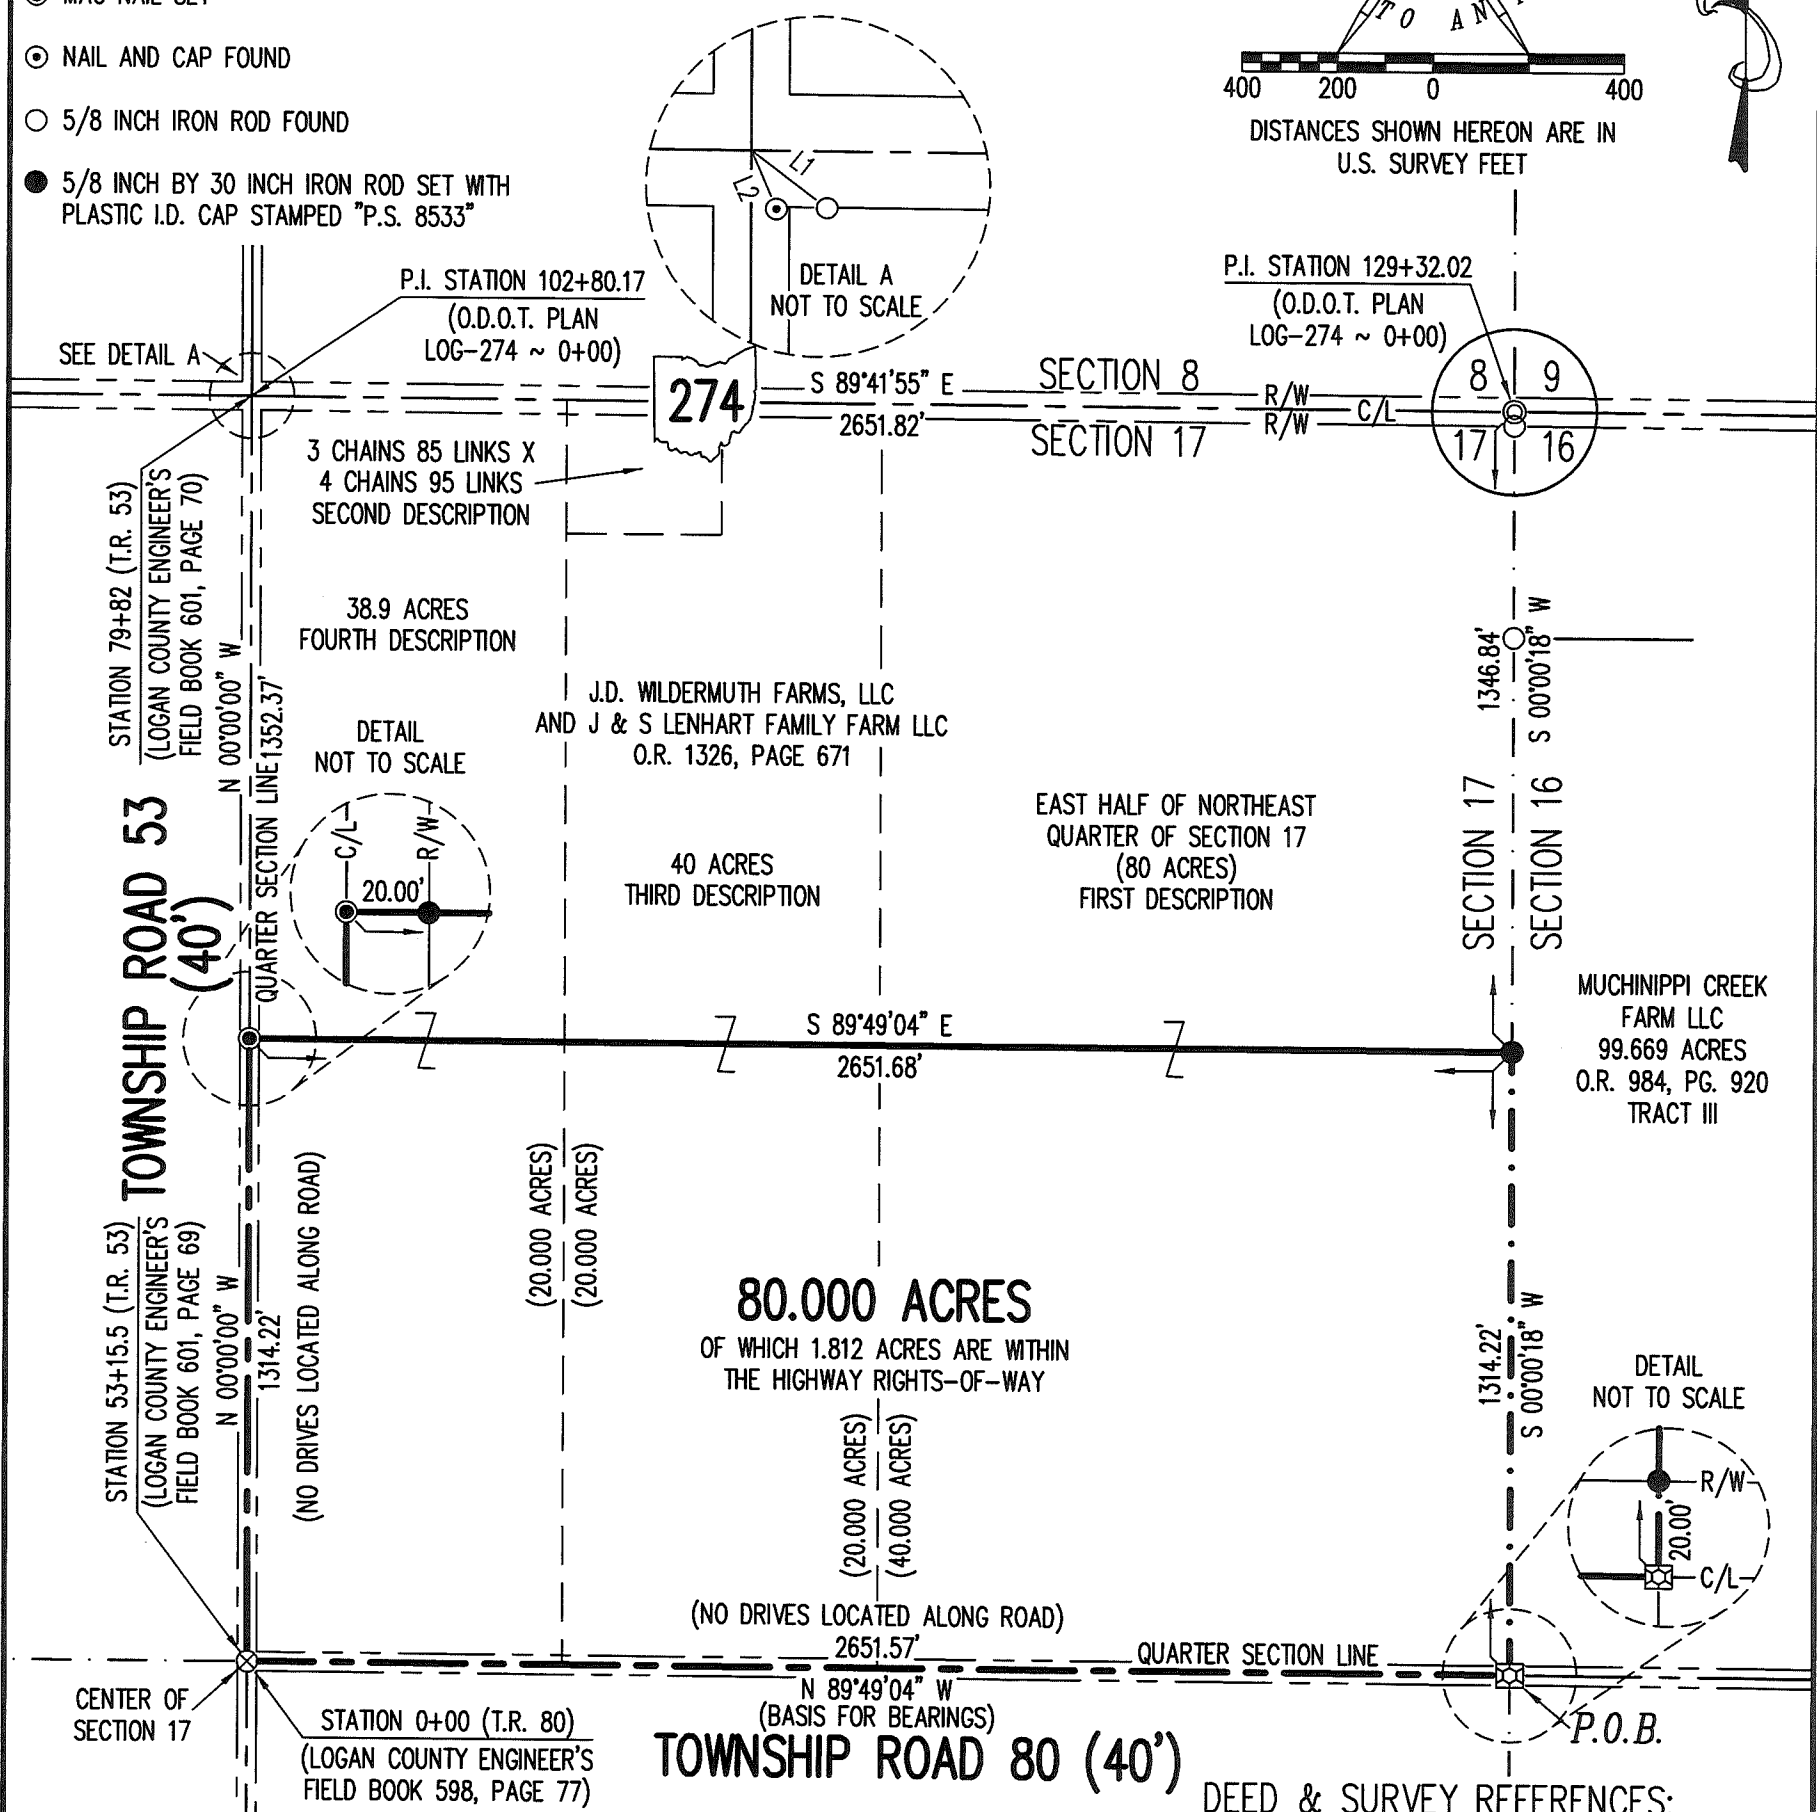 MAG NAIL SET
NAIL AND CAP FOUND
5/8 INCH IRON ROD FOUND
5/8 INCH BY 30 INCH IRON ROD SET WITH
PLASTIC I.D. CAP STAMPED "P.S. 8533"
L1
L2
DETAIL A
NOT TO SCALE
TO AN
400 200 0 400
DISTANCES SHOWN HEREON ARE IN
U.S. SURVEY FEET
SEE DETAIL A
P.I. STATION 102+80.17
(O.D.O.T. PLAN
LOG-274 ~ 0+00)
P.I. STATION 129+32.02
(O.D.O.T. PLAN
LOG-274 ~ 0+00)
274
S 89°41'55" E
2651.82'
SECTION 8
SECTION 17
R/W
R/W
C/L
8 9
17 16
3 CHAINS 85 LINKS X
4 CHAINS 95 LINKS
SECOND DESCRIPTION
STATION 79+82 (T.R. 53)
(LOGAN COUNTY ENGINEER'S
FIELD BOOK 601, PAGE 70)
N 00°00'00" W
1352.37'
QUARTER SECTION LINE
38.9 ACRES
FOURTH DESCRIPTION
DETAIL
NOT TO SCALE
C/L
R/W
20.00'
J.D. WILDERMUTH FARMS, LLC
AND J & S LENHART FAMILY FARM LLC
O.R. 1326, PAGE 671
40 ACRES
THIRD DESCRIPTION
EAST HALF OF NORTHEAST
QUARTER OF SECTION 17
(80 ACRES)
FIRST DESCRIPTION
1346.84'
S 00°00'18" W
SECTION 17
SECTION 16
TOWNSHIP ROAD 53
(40')
S 89°49'04" E
2651.68'
MUCHINIPPI CREEK
FARM LLC
99.669 ACRES
O.R. 984, PG. 920
TRACT III
STATION 53+15.5 (T.R. 53)
(LOGAN COUNTY ENGINEER'S
FIELD BOOK 601, PAGE 69)
N 00°00'00" W
1314.22'
(NO DRIVES LOCATED ALONG ROAD)
(20.000 ACRES)
(20.000 ACRES)
80.000 ACRES
OF WHICH 1.812 ACRES ARE WITHIN
THE HIGHWAY RIGHTS-OF-WAY
(20.000 ACRES)
(40.000 ACRES)
1314.22'
S 00°00'18" W
DETAIL
NOT TO SCALE
R/W
20.00'
C/L
(NO DRIVES LOCATED ALONG ROAD)
2651.57'
QUARTER SECTION LINE
N 89°49'04" W
(BASIS FOR BEARINGS)
CENTER OF
SECTION 17
STATION 0+00 (T.R. 80)
(LOGAN COUNTY ENGINEER'S
FIELD BOOK 598, PAGE 77)
TOWNSHIP ROAD 80 (40')
P.O.B.
DEED & SURVEY REFERENCES: